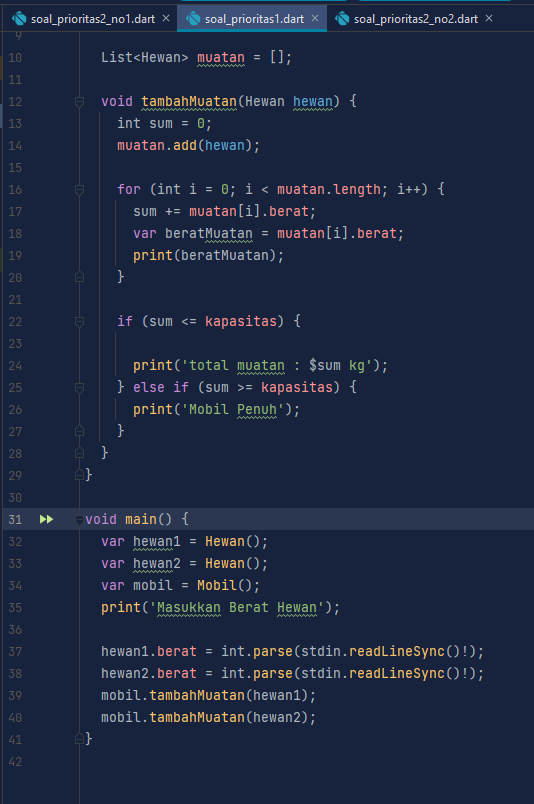 soal_prioritas2_no1.dart × soal_prioritas1.dart × soal_prioritas2_no2.dart ×
9
10 List<Hewan> muatan = [];
11
12 void tambahMuatan(Hewan hewan) {
13 int sum = 0;
14 muatan.add(hewan);
15
16 for (int i = 0; i < muatan.length; i++) {
17 sum += muatan[i].berat;
18 var beratMuatan = muatan[i].berat;
19 print(beratMuatan);
20 }
21
22 if (sum <= kapasitas) {
23
24 print('total muatan : $sum kg');
25 } else if (sum >= kapasitas) {
26 print('Mobil Penuh');
27 }
28 }
29 }
30
31 void main() {
32 var hewan1 = Hewan();
33 var hewan2 = Hewan();
34 var mobil = Mobil();
35 print('Masukkan Berat Hewan');
36
37 hewan1.berat = int.parse(stdin.readLineSync()!);
38 hewan2.berat = int.parse(stdin.readLineSync()!);
39 mobil.tambahMuatan(hewan1);
40 mobil.tambahMuatan(hewan2);
41 }
42